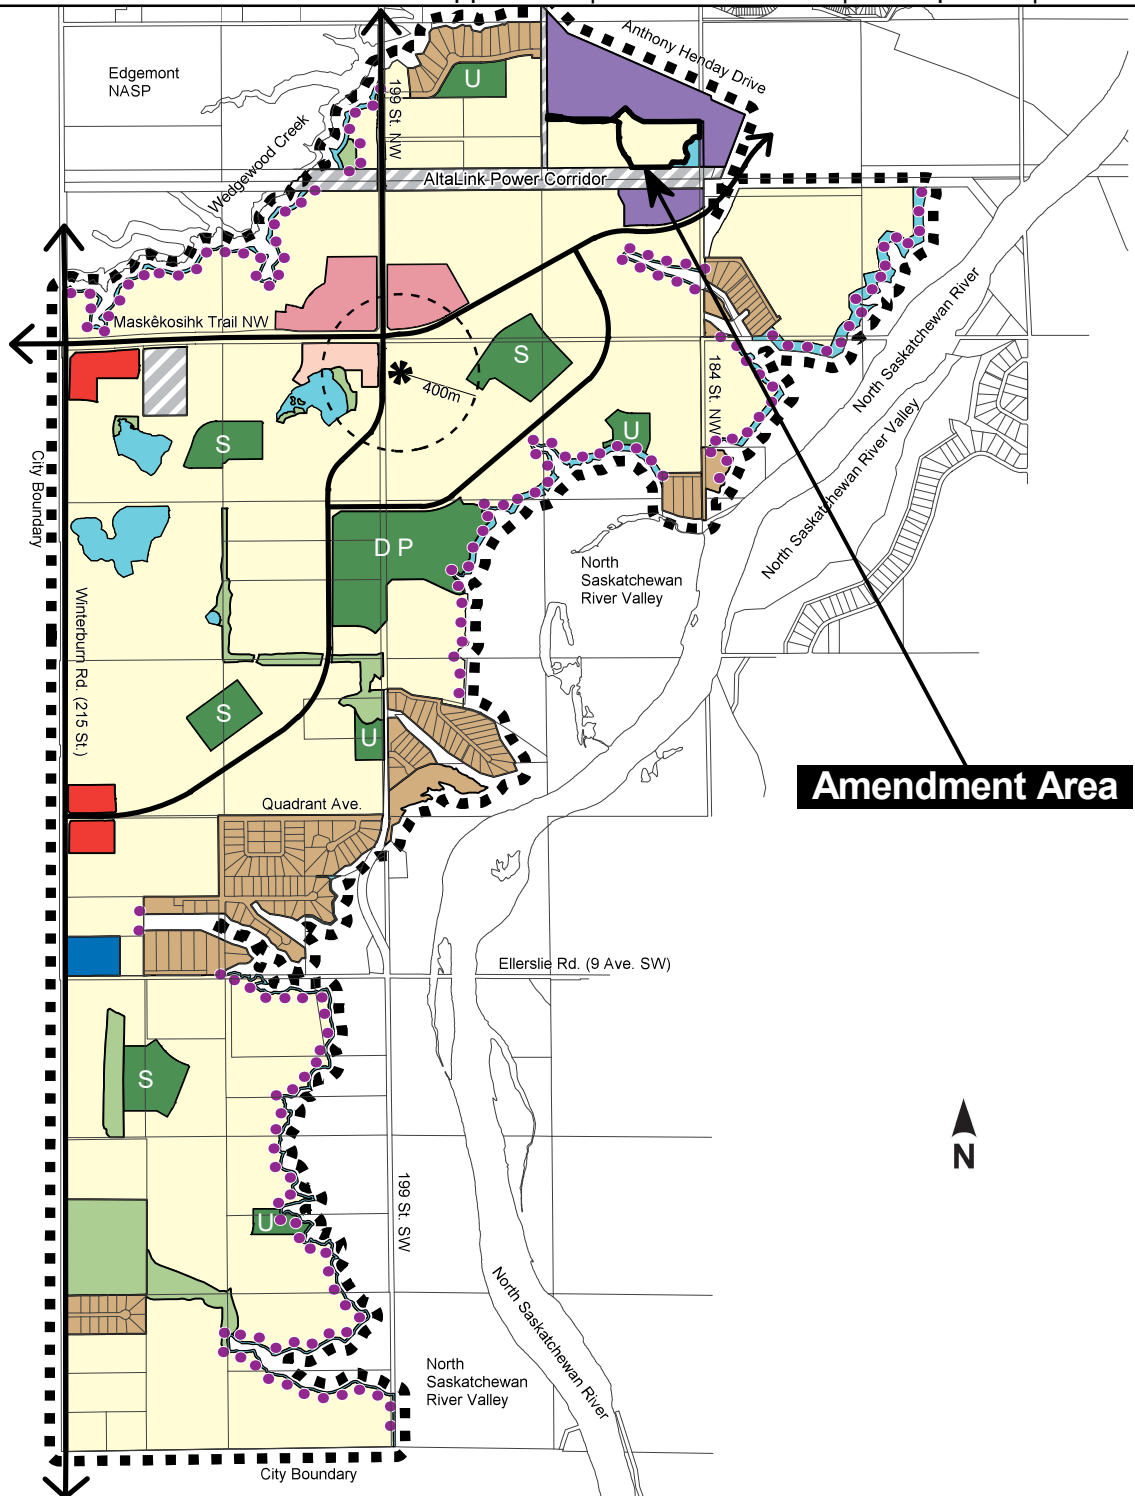 Anthony Henday Drive
Edgemont
NASP
U
199 St. NW
Wedgewood Creek
AltaLink Power Corridor
Maskêkosihk Trail NW
S
400m
184 St. NW
North Saskatchewan River
S
U
City Boundary
North Saskatchewan River Valley
D P
North
Saskatchewan
River Valley
Winterburn Rd. (215 St.)
S
U
Amendment Area
Quadrant Ave.
Ellerslie Rd. (9 Ave. SW)
S
N
199 St. SW
U
North Saskatchewan River
North
Saskatchewan
River Valley
City Boundary